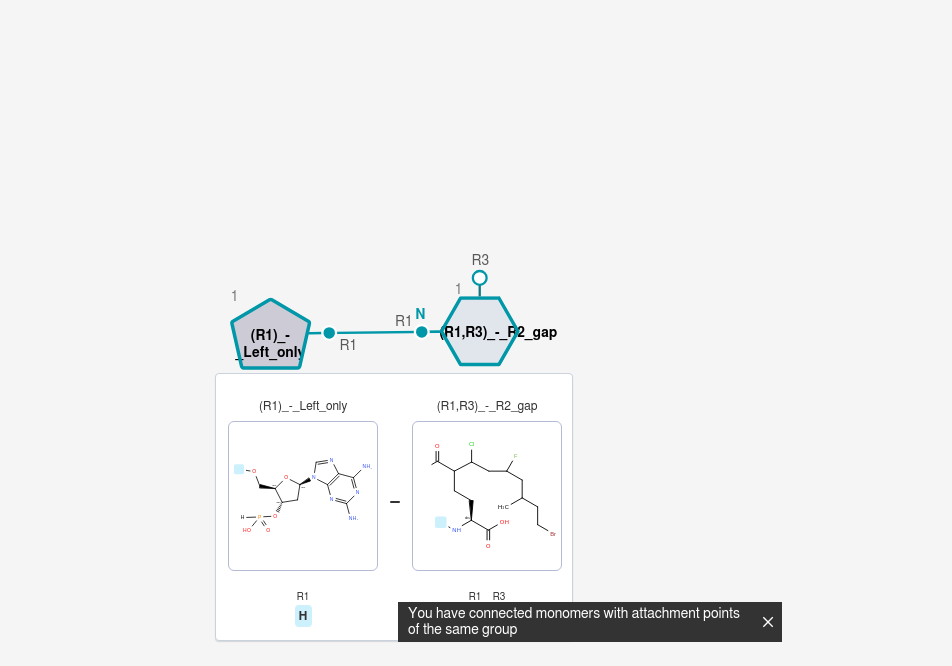 R3
1
1
N
R1
R1
(R1)_-
_Left_only
(R1,R3)_-_R2_gap
(R1)_-_Left_only
(R1,R3)_-_R2_gap
O
N
N
NH₂
O
N
N
N
NH₂
O
H
P
O
HO
O
O
Cl
F
H₃C
NH
OH
O
Br
R1
H
R1 R3
You have connected monomers with attachment points
of the same group